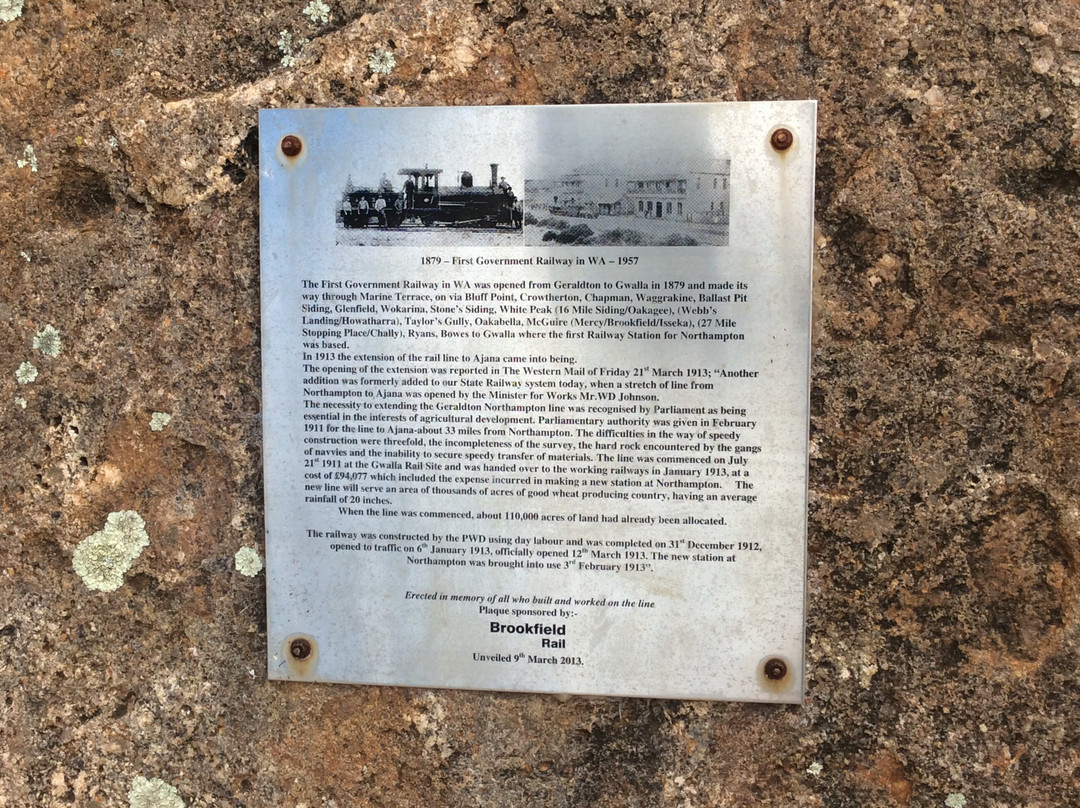 1879 – First Government Railway in WA – 1957
The First Government Railway in WA was opened from Geraldton to Gwalla in 1879 and made its
way through Marine Terrace, on via Bluff Point, Crowtherton, Chapman, Waggrakine, Ballast Pit
Siding, Glenfield, Wokarina, Stone's Siding, White Peak (16 Mile Siding/Oakagee), (Webb's
Landing/Howatharra), Taylor's Gully, Oakabella, McGuire (Mercy/Brookfield/Isseka), (27 Mile
Stopping Place/Chally), Ryans, Bowes to Gwalla where the first Railway Station for Northampton
was based.
In 1913 the extension of the rail line to Ajana came into being.
The opening of the extension was reported in The Western Mail of Friday 21st March 1913; "Another
addition was formerly added to our State Railway system today, when a stretch of line from
Northampton to Ajana was opened by the Minister for Works Mr.WD Johnson.
The necessity to extending the Geraldton Northampton line was recognised by Parliament as being
essential in the interests of agricultural development. Parliamentary authority was given in February
1911 for the line to Ajana-about 33 miles from Northampton. The difficulties in the way of speedy
construction were threefold, the incompleteness of the survey, the hard rock encountered by the gangs
of navvies and the inability to secure speedy transfer of materials. The line was commenced on July
21st 1911 at the Gwalla Rail Site and was handed over to the working railways in January 1913, at a
cost of £94,077 which included the expense incurred in making a new station at Northampton. The
new line will serve an area of thousands of acres of good wheat producing country, having an average
rainfall of 20 inches.
When the line was commenced, about 110,000 acres of land had already been allocated.
The railway was constructed by the PWD using day labour and was completed on 31st December 1912,
opened to traffic on 6th January 1913, officially opened 12th March 1913. The new station at
Northampton was brought into use 3rd February 1913".
Erected in memory of all who built and worked on the line
Plaque sponsored by:-
Brookfield
Rail
Unveiled 9th March 2013.